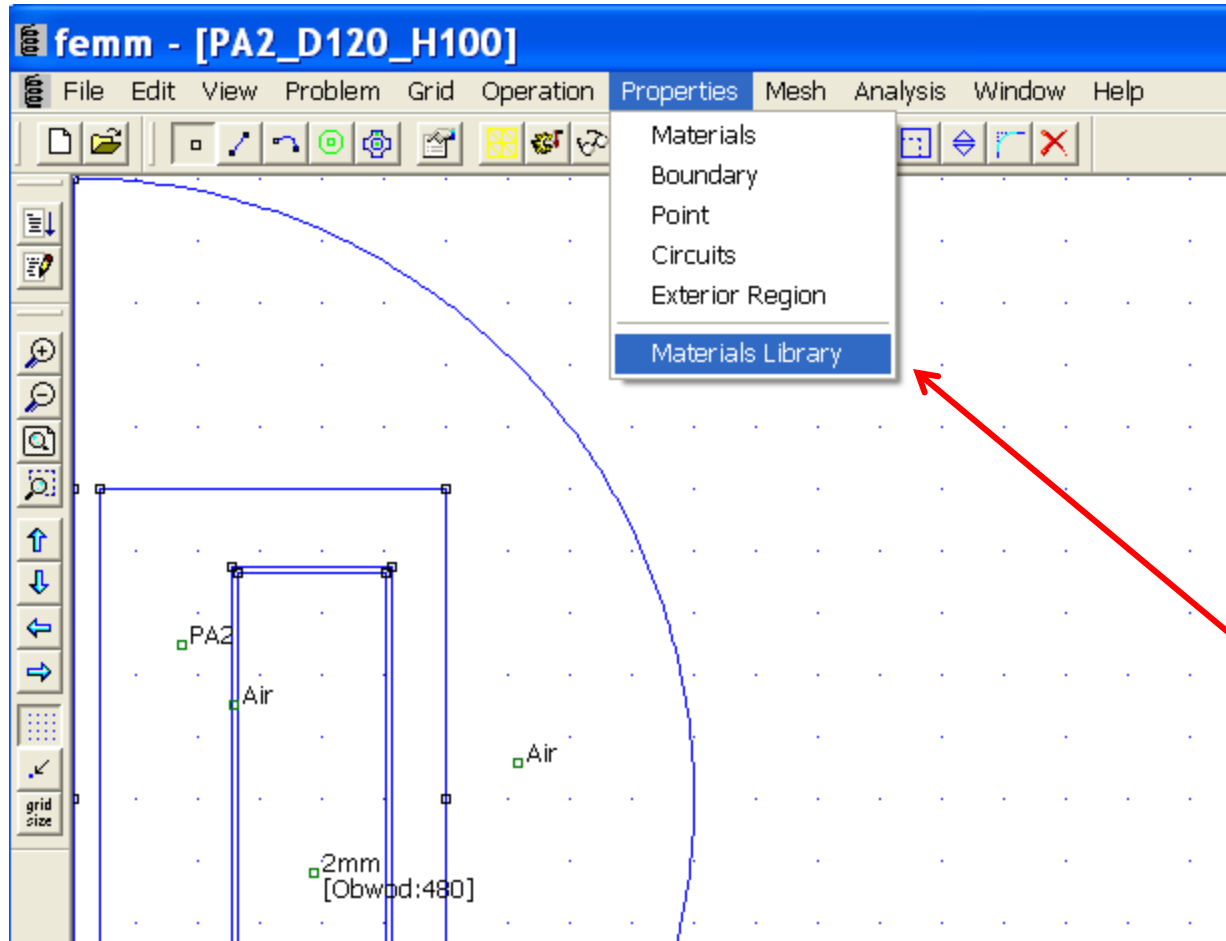 femm - [PA2_D120_H100]
File Edit View Problem Grid Operation Properties Mesh Analysis Window Help
Materials
Boundary
Point
Circuits
Exterior Region
Materials Library
PA2
Air
Air
grid
size
2mm
[Obwod:480]